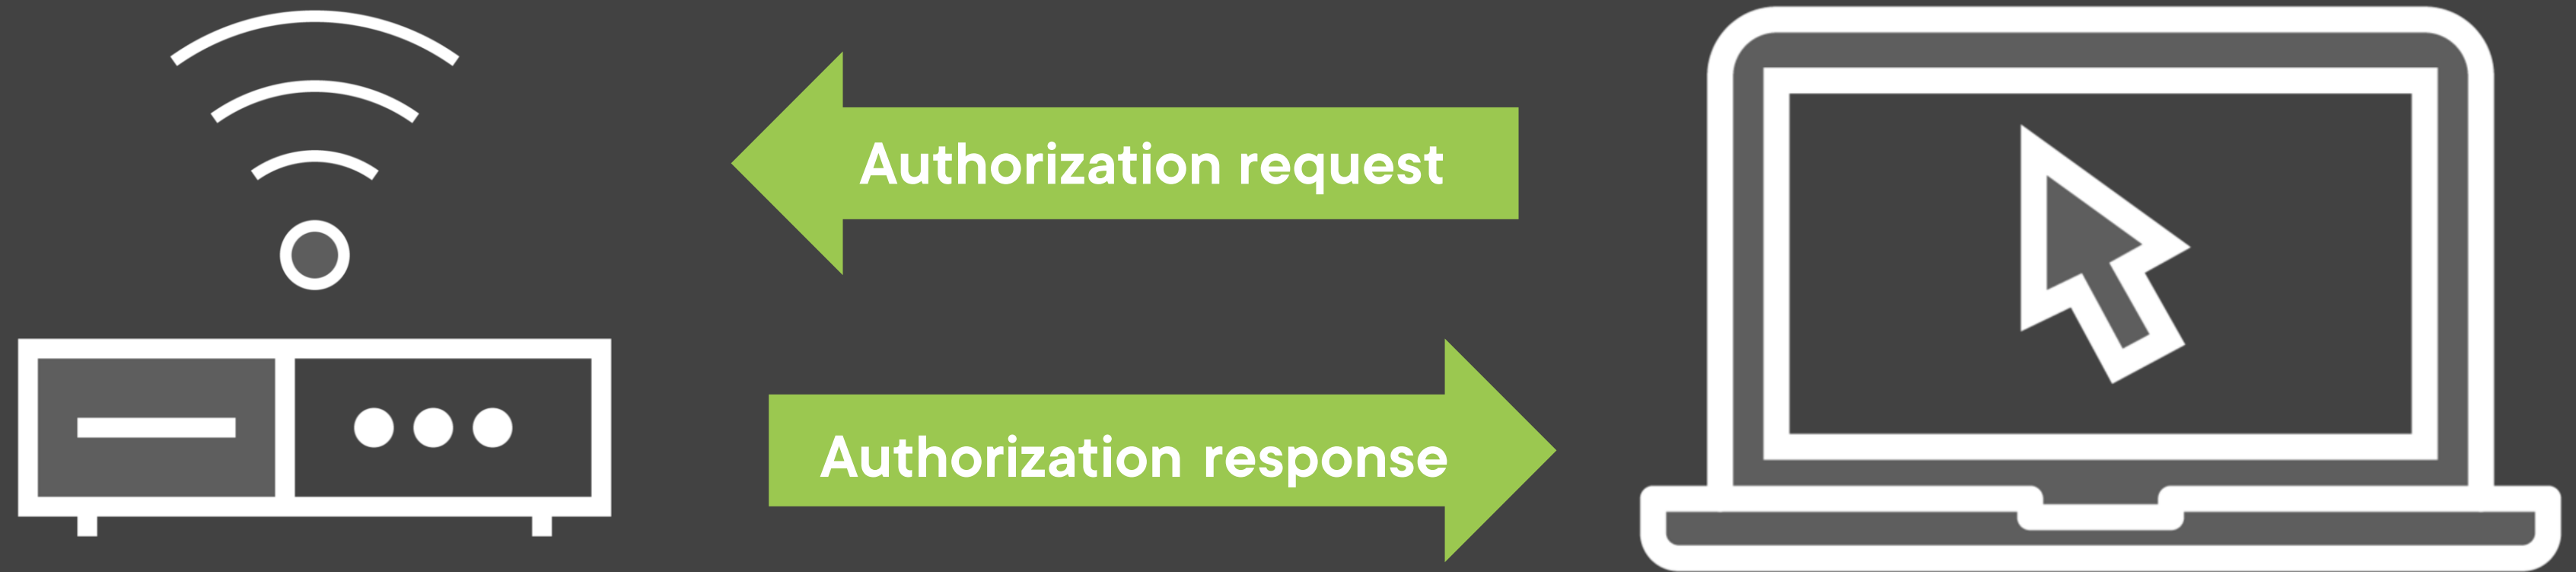 Authorization request
Authorization response